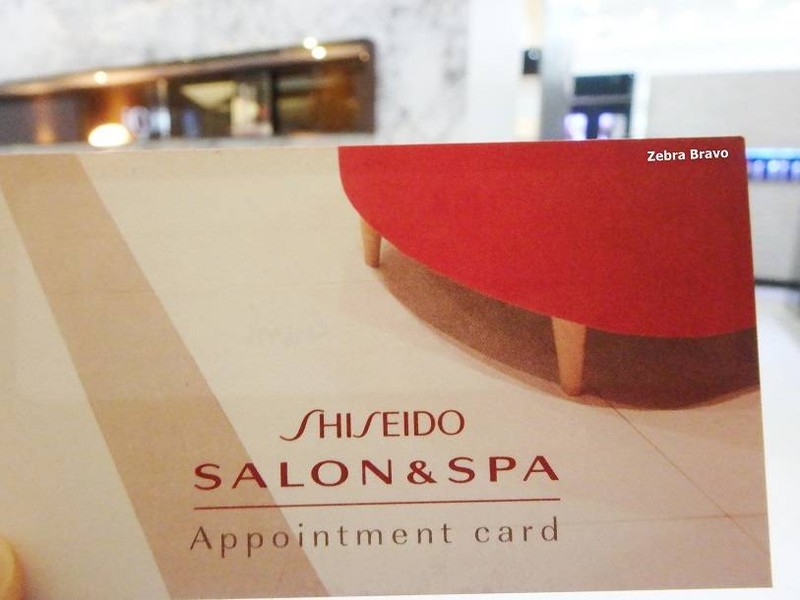 Zebra Bravo
SHISEIDO
SALON&SPA
Appointment card